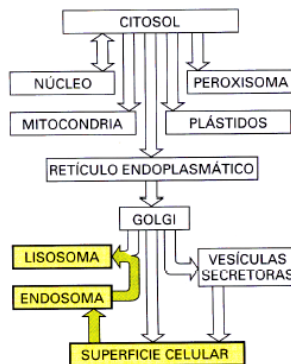 CITOSOL
NÚCLEO
PEROXISOMA
MITOCONDRIA
PLÁSTIDOS
RETÍCULO ENDOPLASMÁTICO
GOLGI
LISOSOMA
VESÍCULAS
SECRETORAS
ENDOSOMA
SUPERFICIE CELULAR